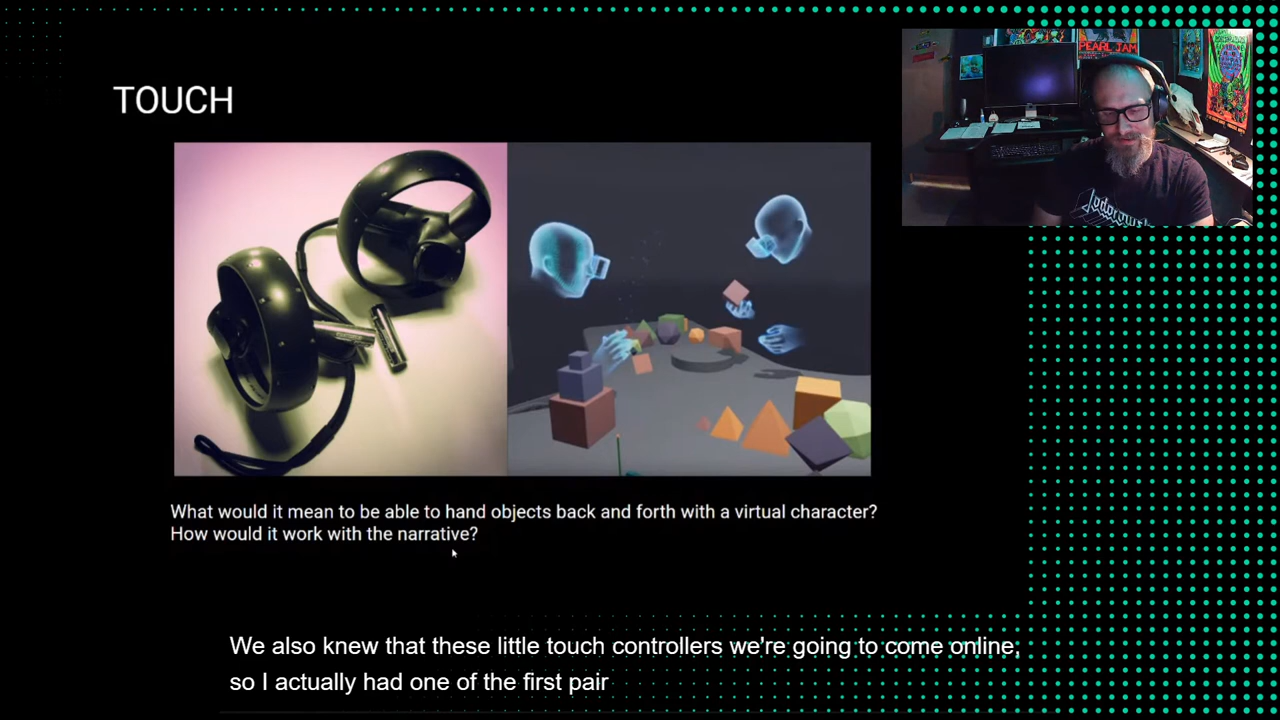 TOUCH
PEARL JAM
What would it mean to be able to hand objects back and forth with a virtual character?
How would it work with the narrative?
We also knew that these little touch controllers we're going to come online,
so I actually had one of the first pair